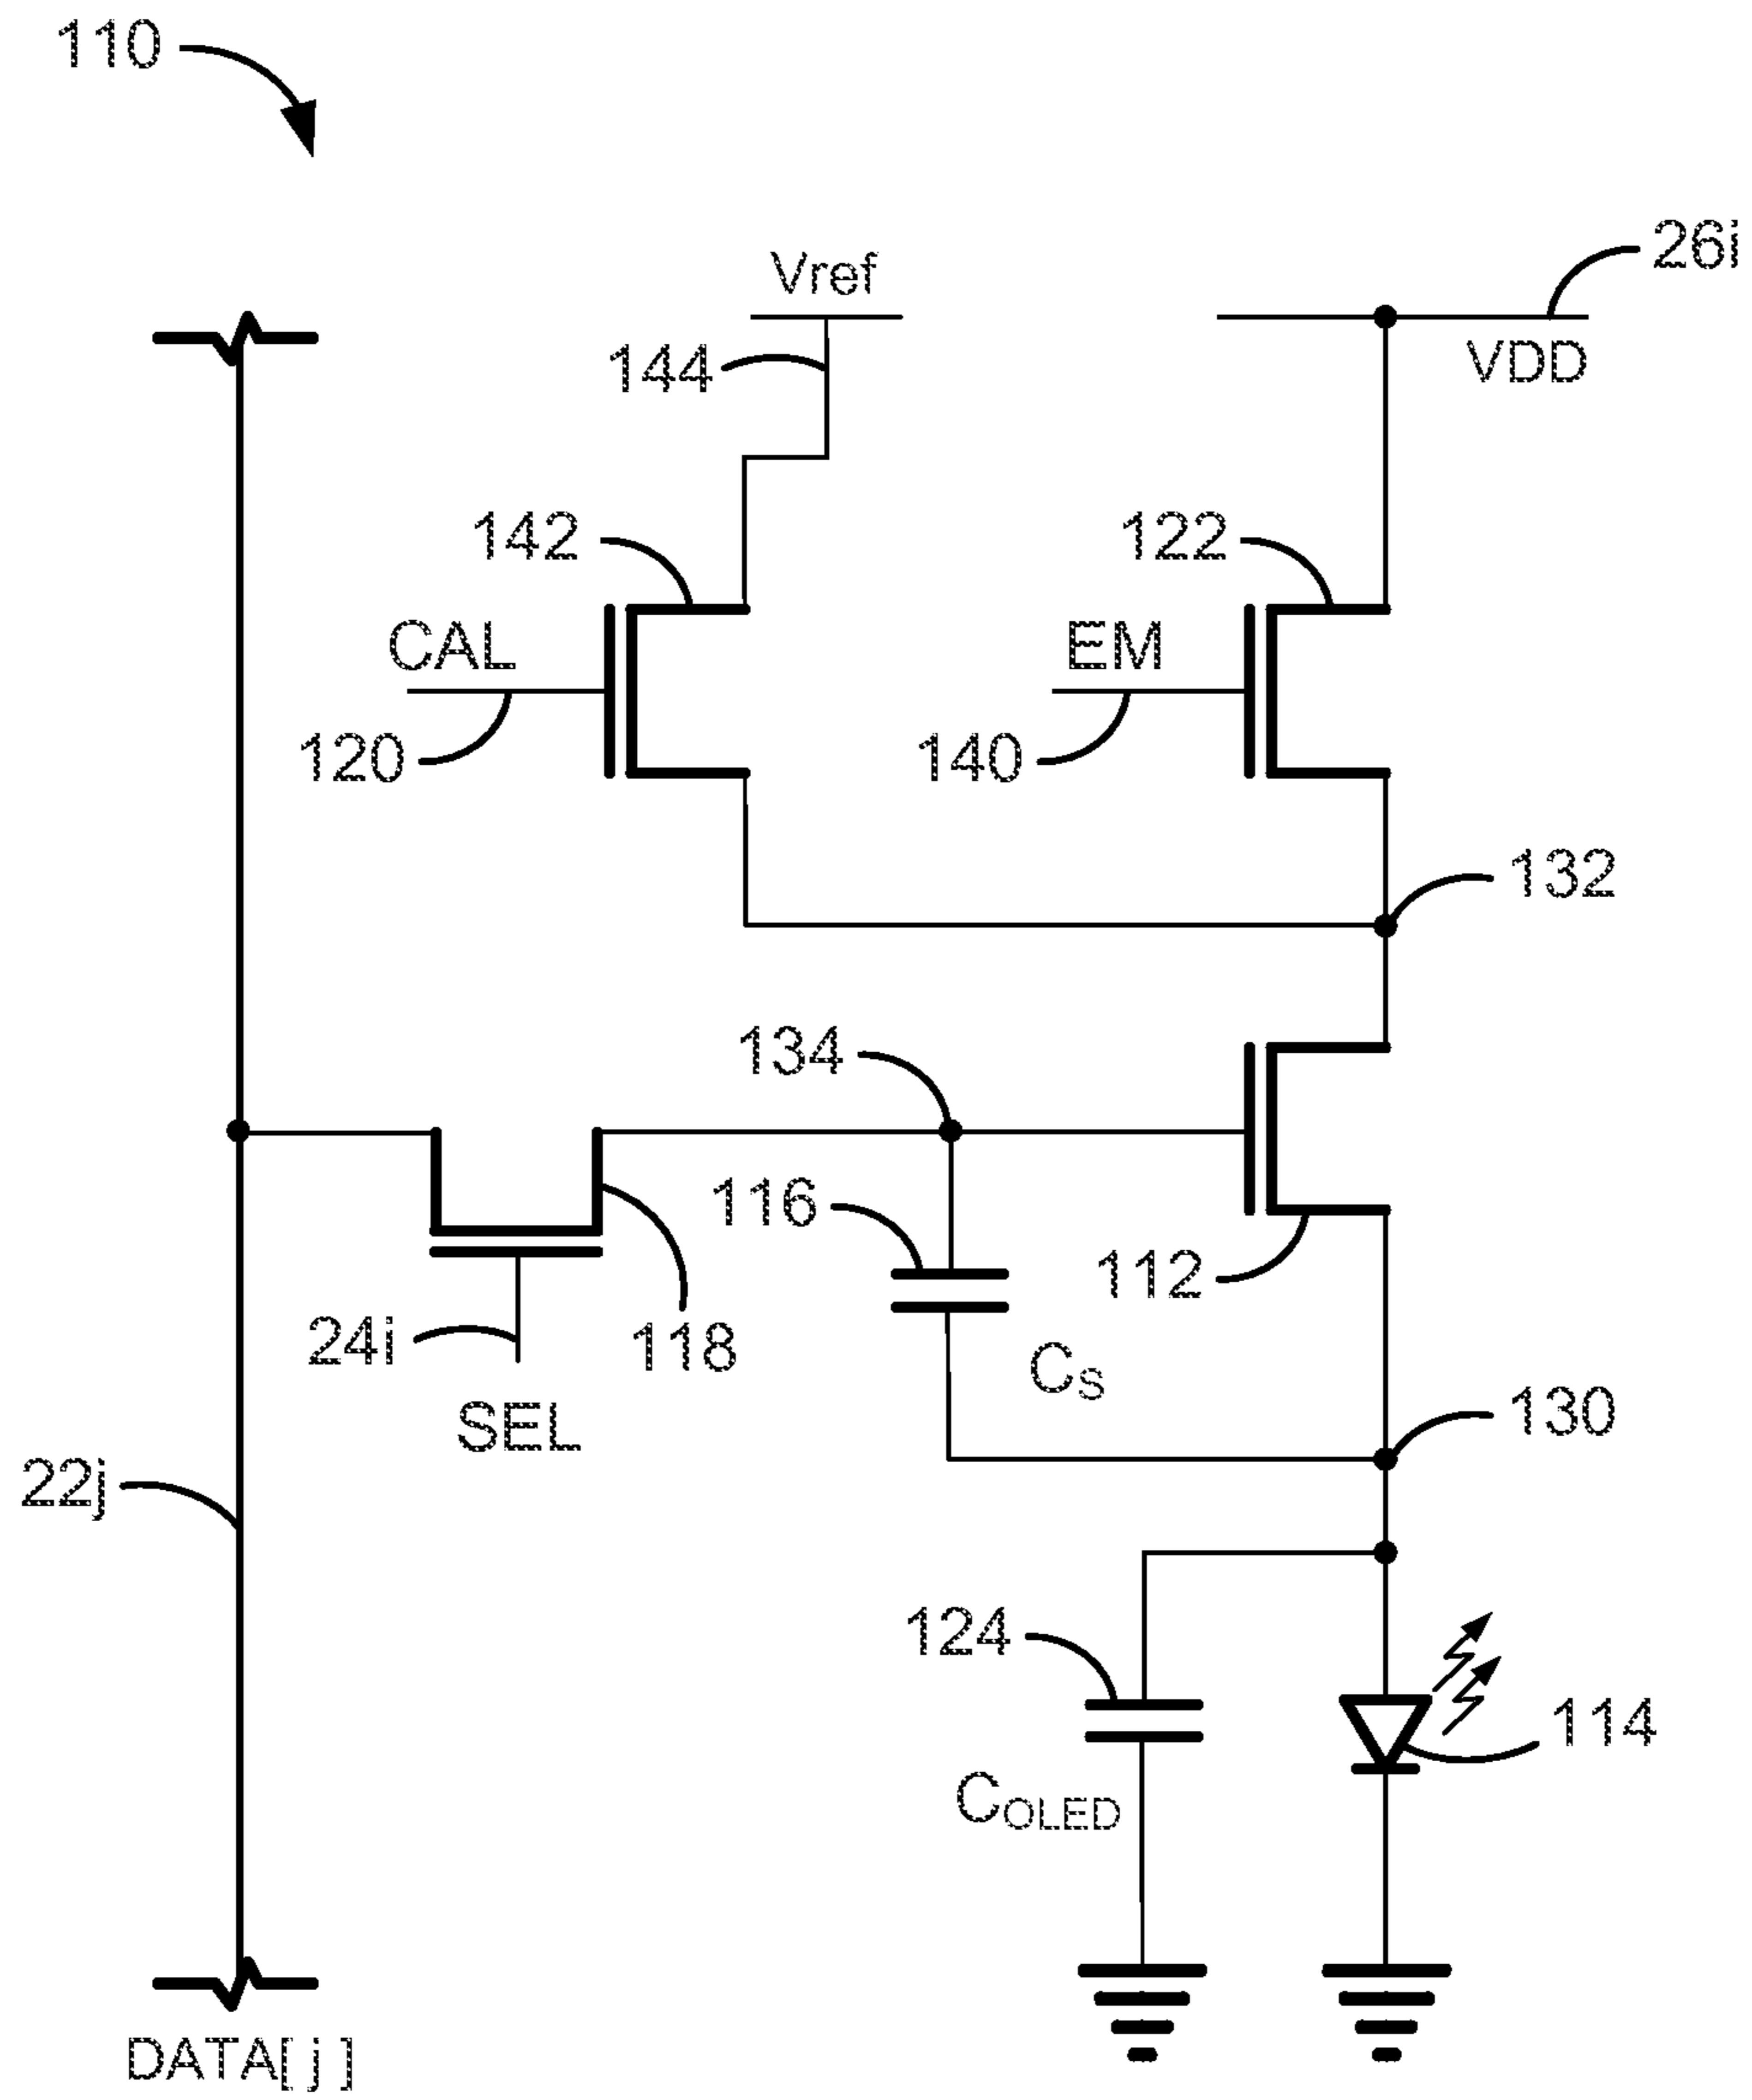 110
26i
Vref
VDD
144
142
122
CAL
EM
120
140
132
134
116
112
24i
118
CS
SEL
130
22j
124
114
COLED
DATA[ j ]